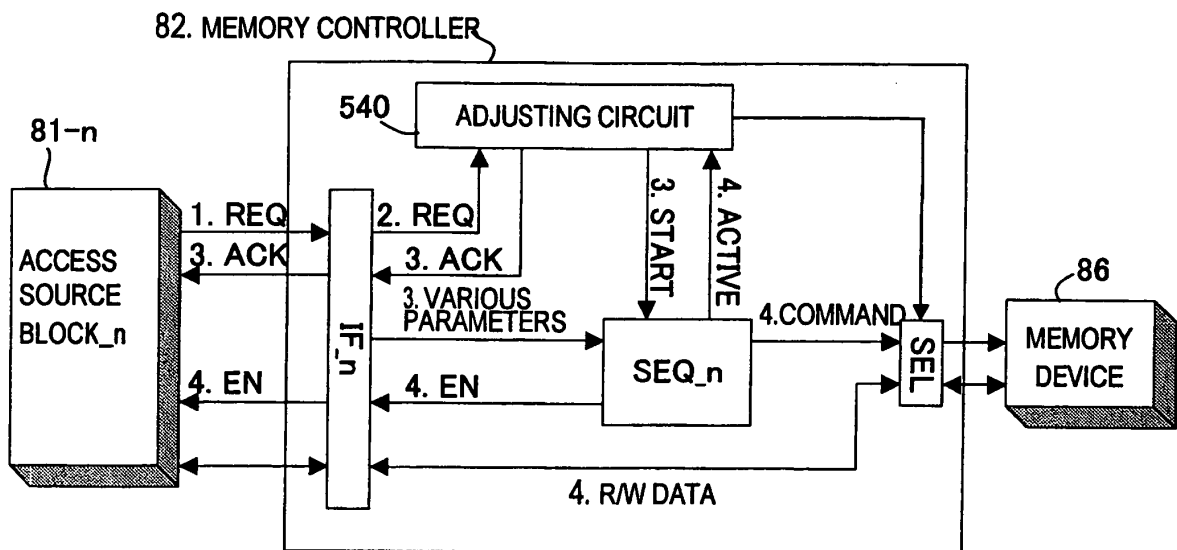 82. MEMORY CONTROLLER
540
ADJUSTING CIRCUIT
81-n
ACCESS
SOURCE
BLOCK_n
1. REQ
3. ACK
4. EN
IF_n
2. REQ
3. ACK
3. VARIOUS
PARAMETERS
4. EN
3. START
4. ACTIVE
SEQ_n
4.COMMAND
SEL
4. R/W DATA
86
MEMORY
DEVICE